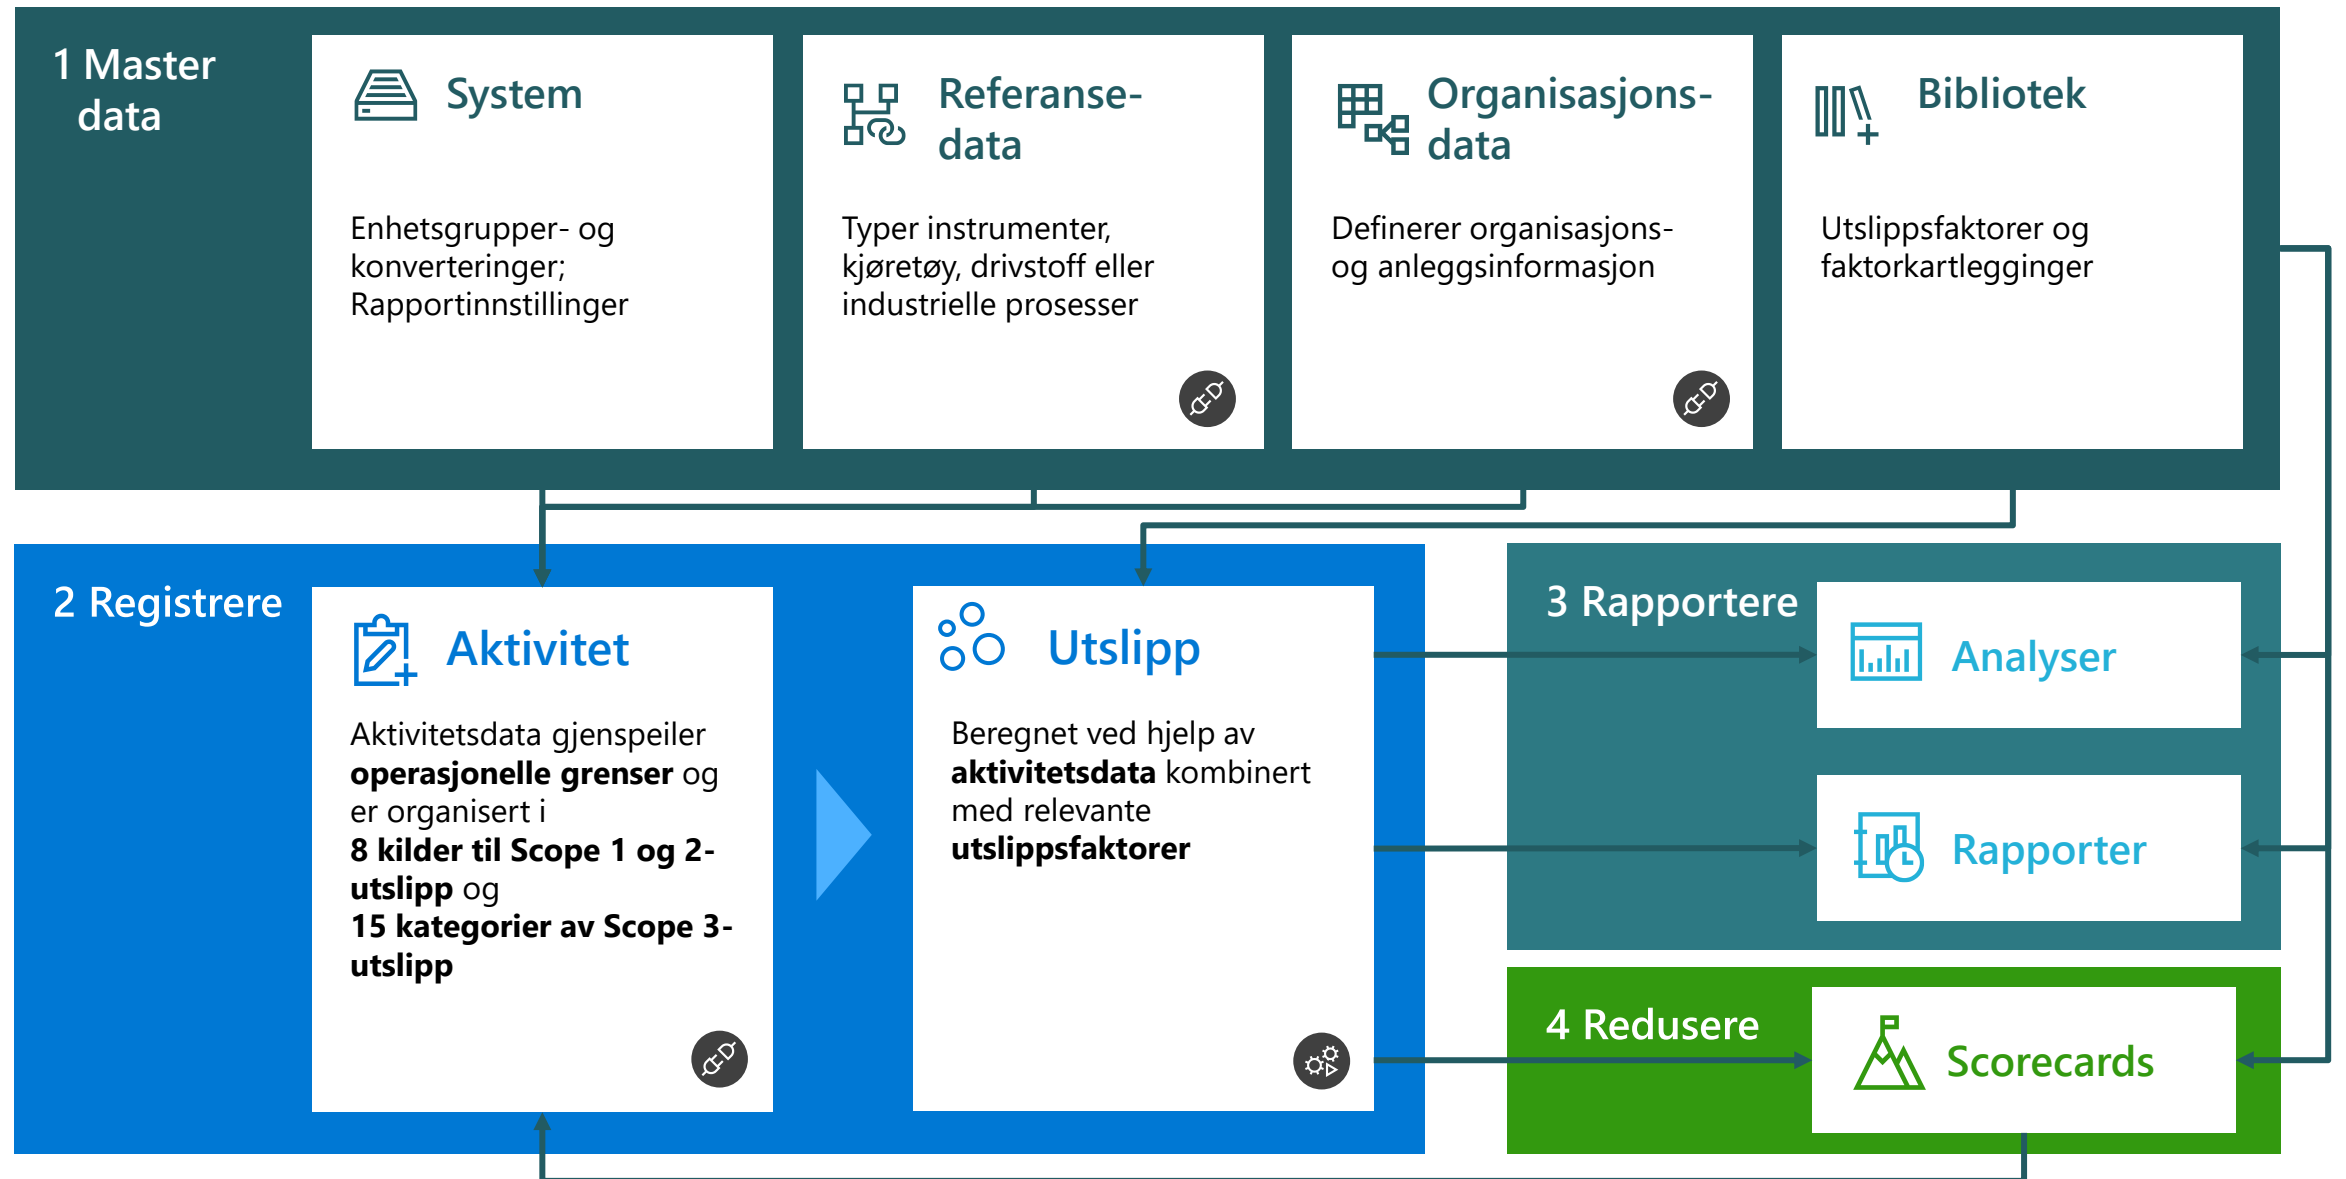 1 Master
data
System
Enhetsgrupper- og
konverteringer;
Rapportinnstillinger
Referanse-
data
Typer instrumenter,
kjøretøy, drivstoff eller
industrielle prosesser
Organisasjons-
data
Definerer organisasjons-
og anleggsinformasjon
Bibliotek
Utslippsfaktorer og
faktorkartlegginger
2 Registrere
Aktivitet
Aktivitetsdata gjenspeiler
operasjonelle grenser og
er organisert i
8 kilder til Scope 1 og 2-
utslipp og
15 kategorier av Scope 3-
utslipp
Utslipp
Beregnet ved hjelp av
aktivitetsdata kombinert
med relevante
utslippsfaktorer
3 Rapportere
Analyser
Rapporter
4 Redusere
Scorecards